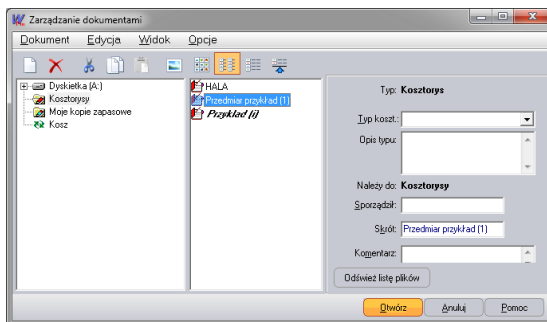 Zarządzanie dokumentami
Dokument Edycja Widok Opcje
Dyskietka (A:)
Kosztorysy
Moje kopie zapasowe
Kosz
HALA
Przedmiar przykład (1)
Przykład (i)
Typ: Kosztorys
Typ koszt.:
Opis typu:
Należy do: Kosztorysy
Sporządził:
Skrót: Przedmiar przykład (1)
Komentarz:
Odśwież listę plików
Otwórz Anuluj Pomoc